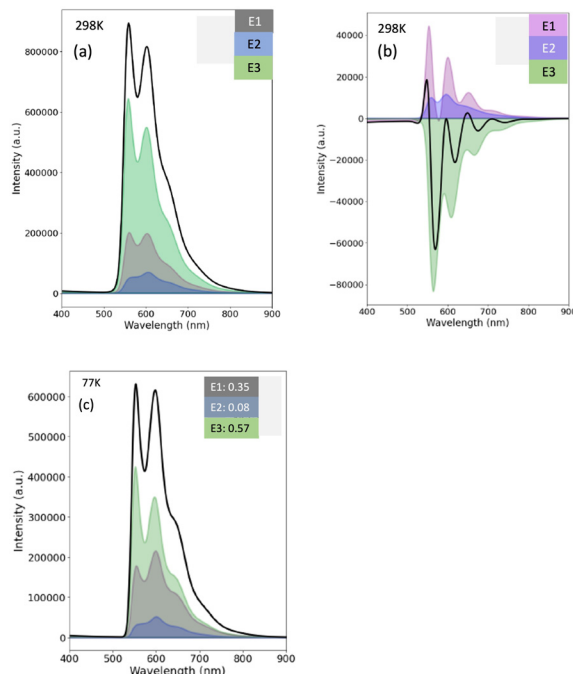 298K
(a)
E1
E2
E3
Intensity (a.u.)
800000
600000
400000
200000
0
400 500 600 700 800 900
Wavelength (nm)
298K
(b)
E1
E2
E3
Intensity (a.u.)
40000
20000
0
−20000
−40000
−60000
−80000
400 500 600 700 800 900
Wavelength (nm)
77K
(c)
E1: 0.35
E2: 0.08
E3: 0.57
Intensity (a.u.)
600000
500000
400000
300000
200000
100000
0
400 500 600 700 800 900
Wavelength (nm)